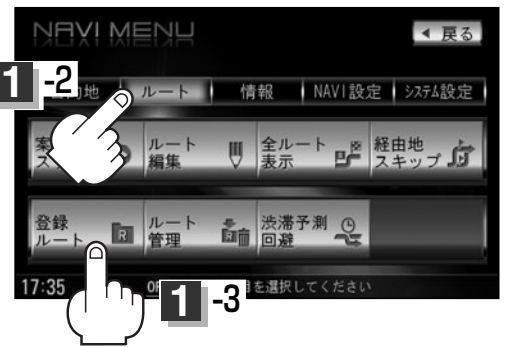 NAVI MENU
戻る
1-2
的地 ルート 情報 NAVI設定 システム設定
ルート編集
全ルート表示
経由地スキップ
登録ルート
ルート管理
渋滞予測回避
17:35
目を選択してください
1-3